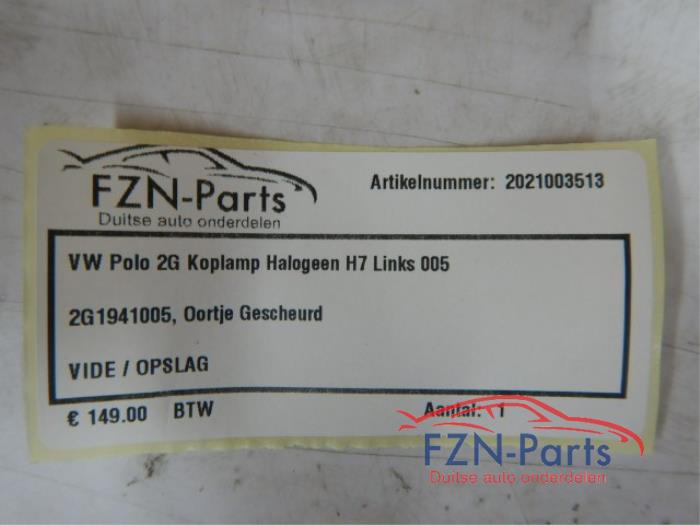 FZN-Parts
Duitse auto onderdelen
Artikelnummer: 2021003513
VW Polo 2G Koplamp Halogeen H7 Links 005
2G1941005, Oortje Gescheurd
VIDE / OPSLAG
€ 149.00 BTW Aantal: 1
FZN-Parts
Duitse auto onderdelen